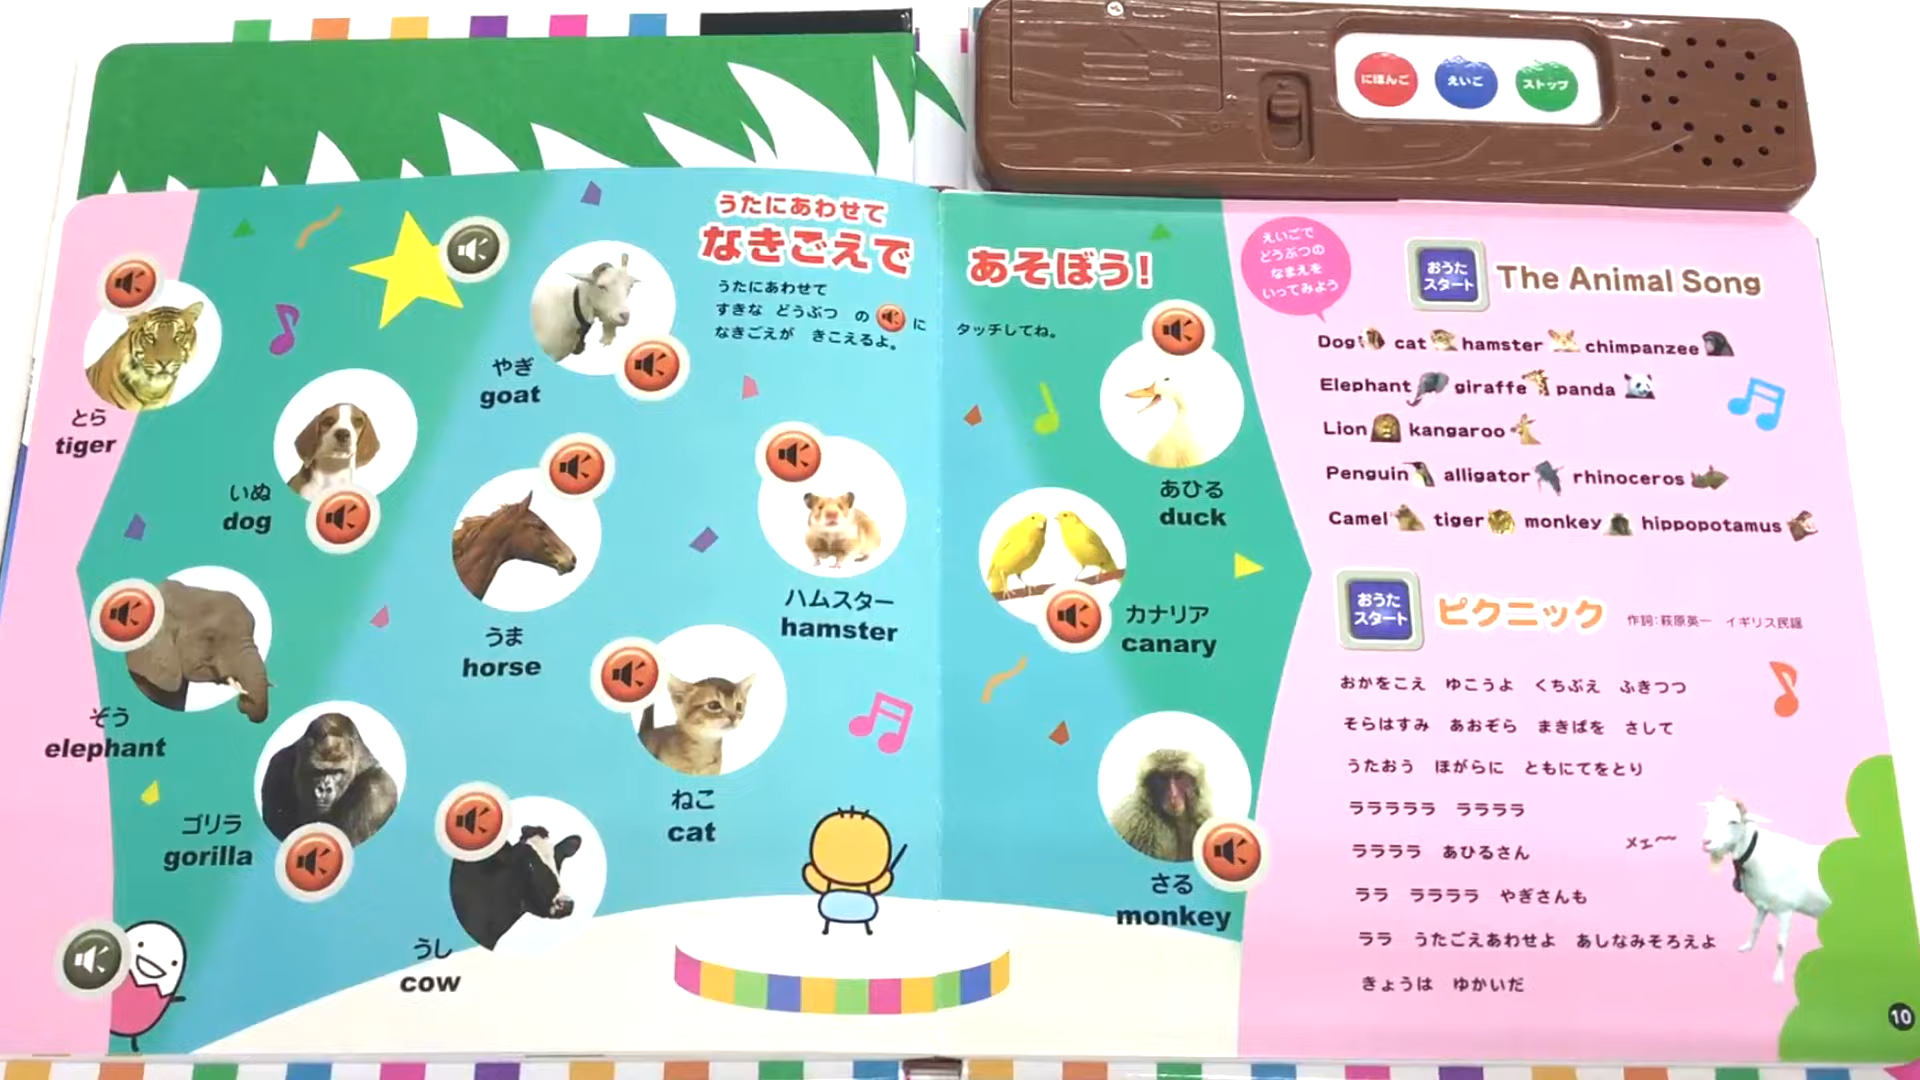 にほんご
えいご
ストップ
OFF
うたにあわせて
なきごえで あそぼう!
うたにあわせて
すきな どうぶつ の に タッチしてね。
なきごえが きこえるよ。
とら
tiger
いぬ
dog
やぎ
goat
うま
horse
ハムスター
hamster
ぞう
elephant
ゴリラ
gorilla
うし
cow
ねこ
cat
あひる
duck
カナリア
canary
さる
monkey
えいごで
どうぶつの
なまえを
いってみよう
おうた
スタート
The Animal Song
Dog cat hamster chimpanzee
Elephant giraffe panda
Lion kangaroo
Penguin alligator rhinoceros
Camel tiger monkey hippopotamus
おうた
スタート
ピクニック 作詞:萩原英一 イギリス民謡
おかをこえ ゆこうよ くちぶえ ふきつつ
そらはすみ あおぞら まきばを さして
うたおう ほがらに ともにてをとり
ラララララ ララララ
ララララ あひるさん
ララ ララララ やぎさんも
ララ うたごえあわせよ あしなみそろえよ
きょうは ゆかいだ
メェ〜
10